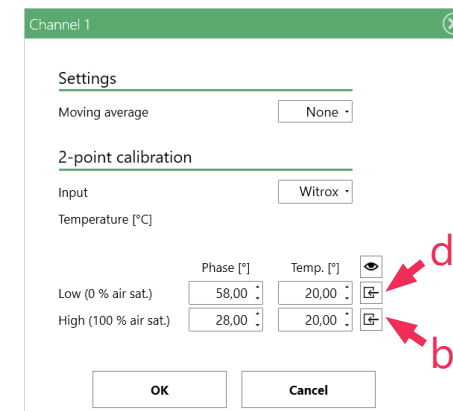 Channel 1
Settings
Moving average None
2-point calibration
Input Witrox
Temperature [°C]
Phase [°] Temp. [°]
d
Low (0 % air sat.) 58,00 20,00
High (100 % air sat.) 28,00 20,00
b
OK Cancel